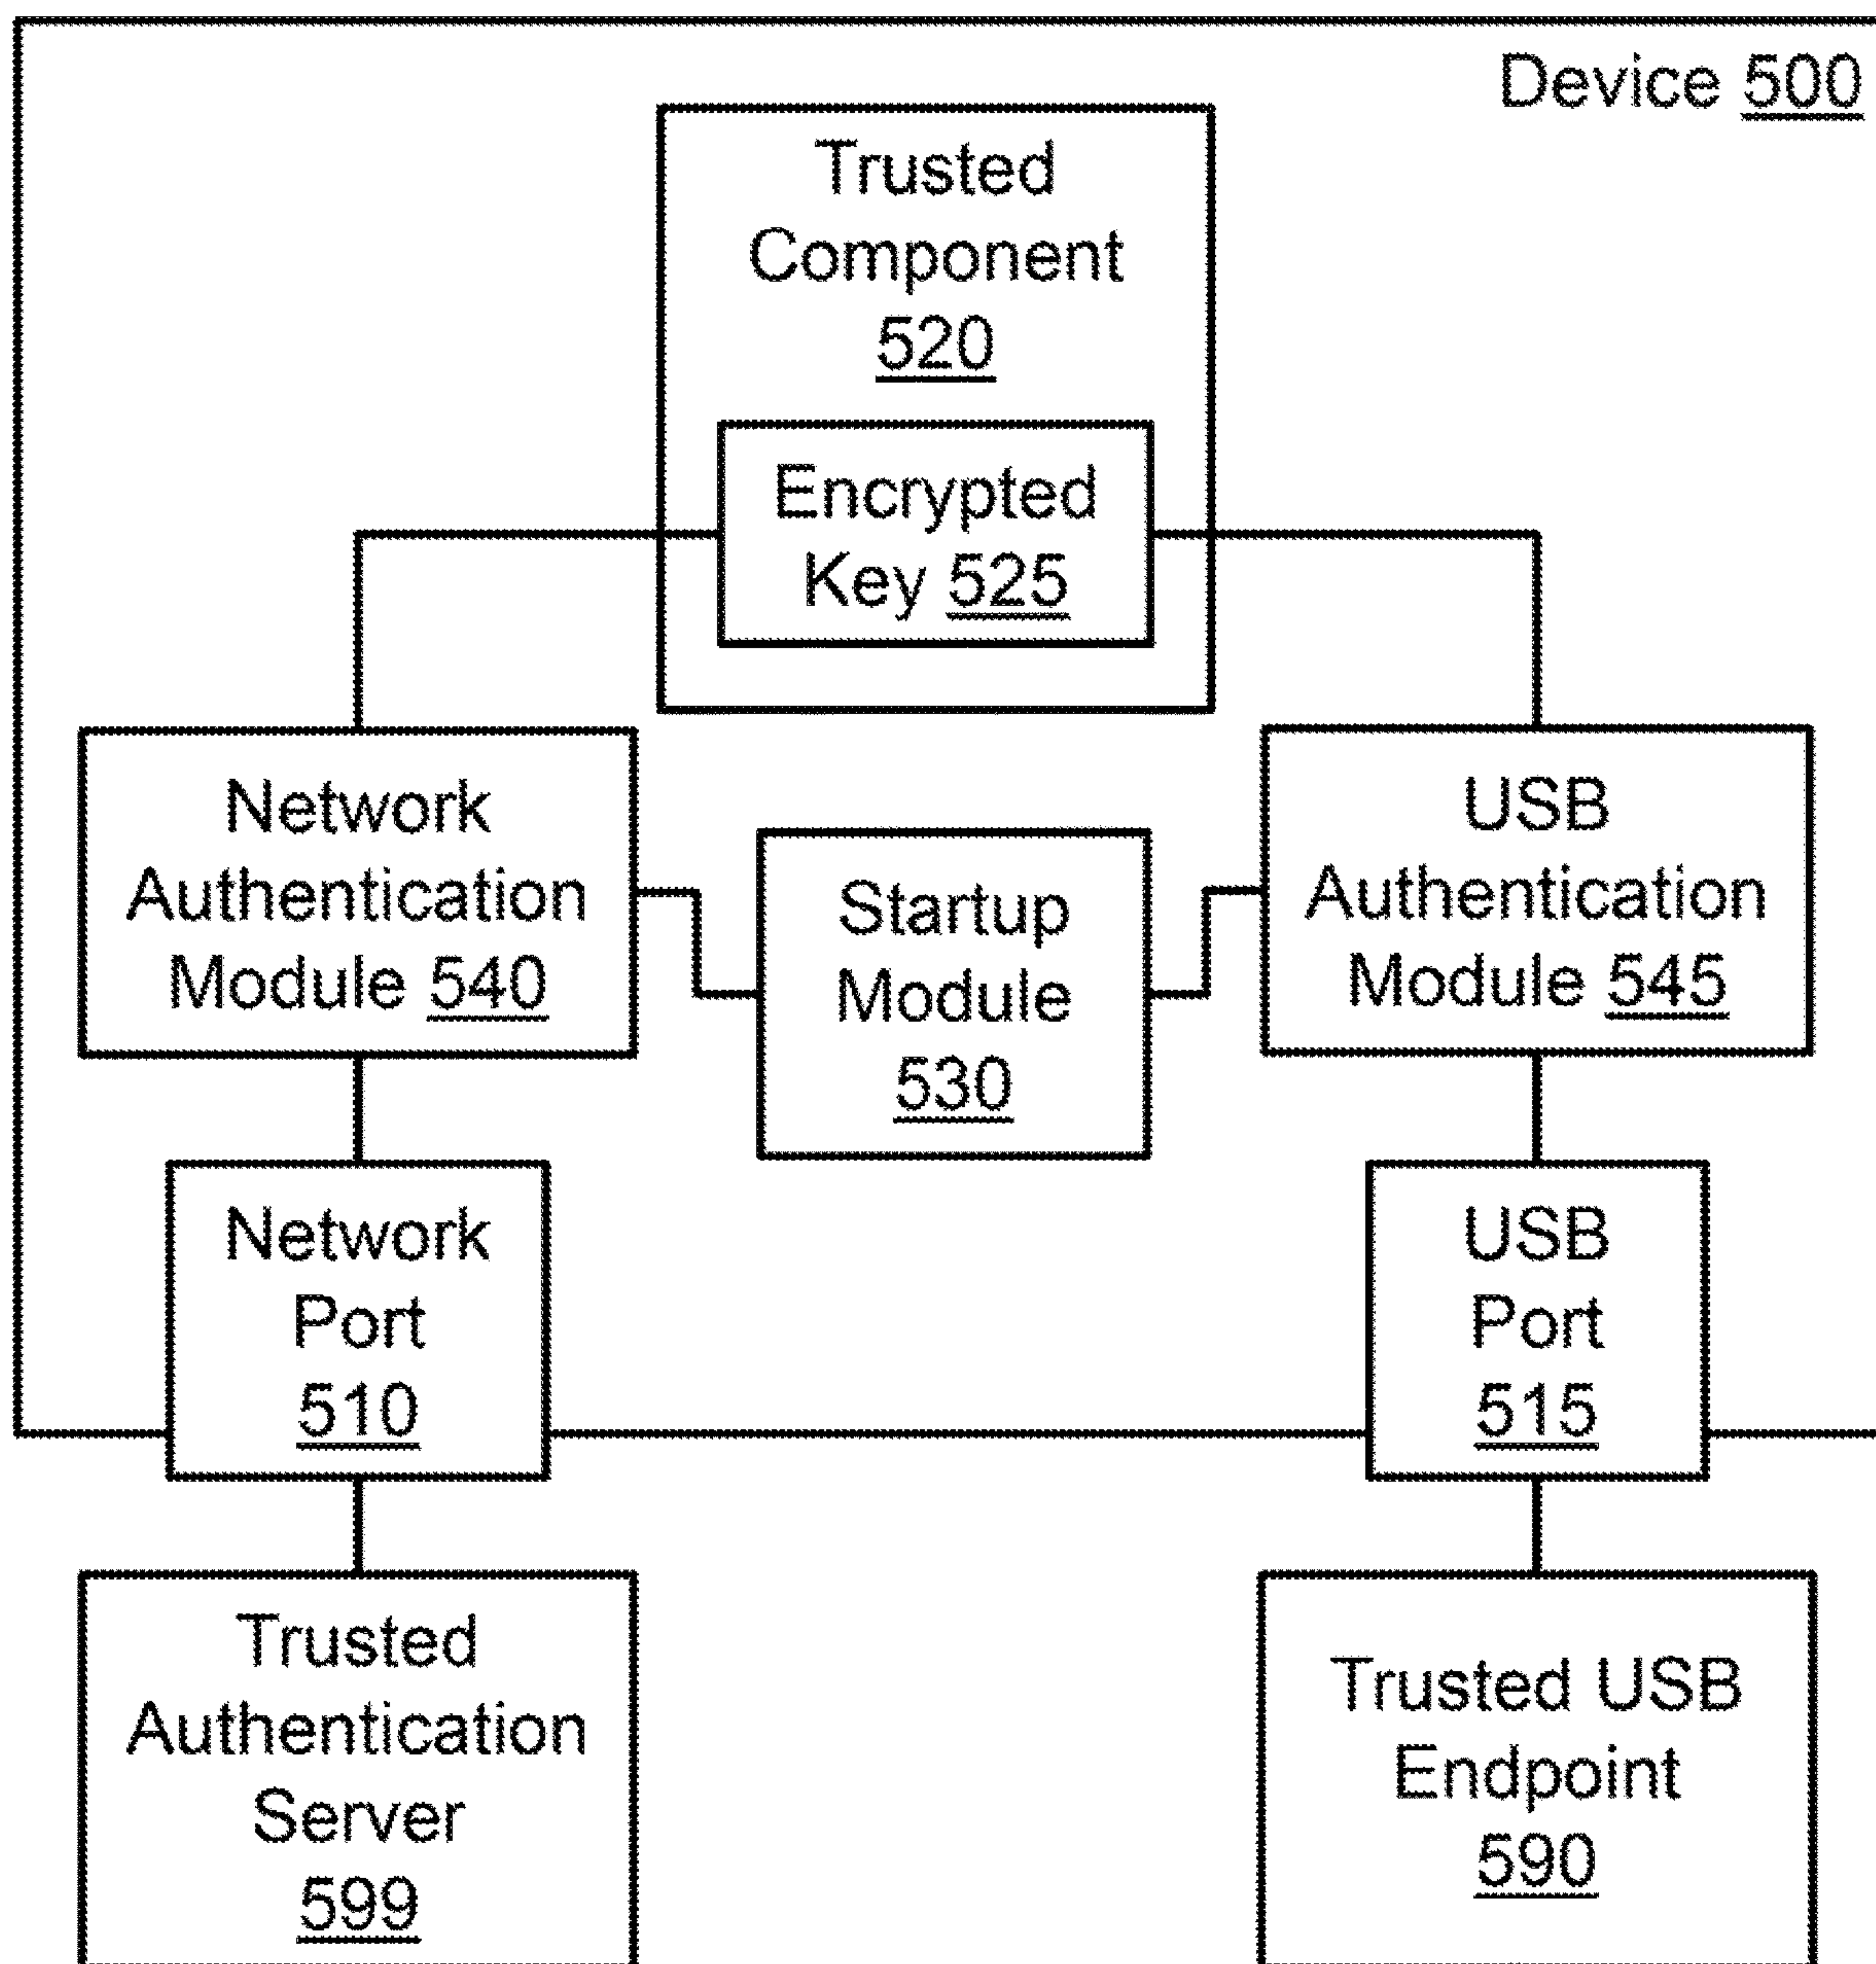 Device 500
Trusted
Component
520
Encrypted
Key 525
Network
Authentication
Module 540
Startup
Module
530
USB
Authentication
Module 545
Network
Port
510
USB
Port
515
Trusted
Authentication
Server
599
Trusted USB
Endpoint
590